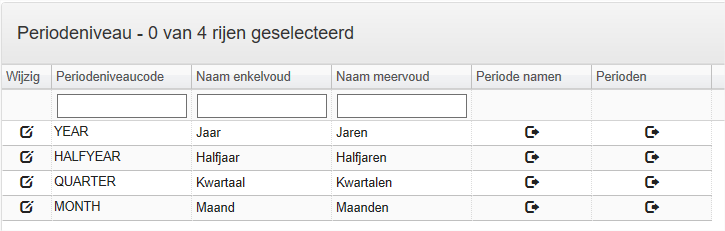 Periodeniveau - 0 van 4 rijen geselecteerd
Wijzig Periodeniveaucode Naam enkelvoud Naam meervoud Periode namen Perioden
YEAR Jaar Jaren
HALFYEAR Halfjaar Halfjaren
QUARTER Kwartaal Kwartalen
MONTH Maand Maanden